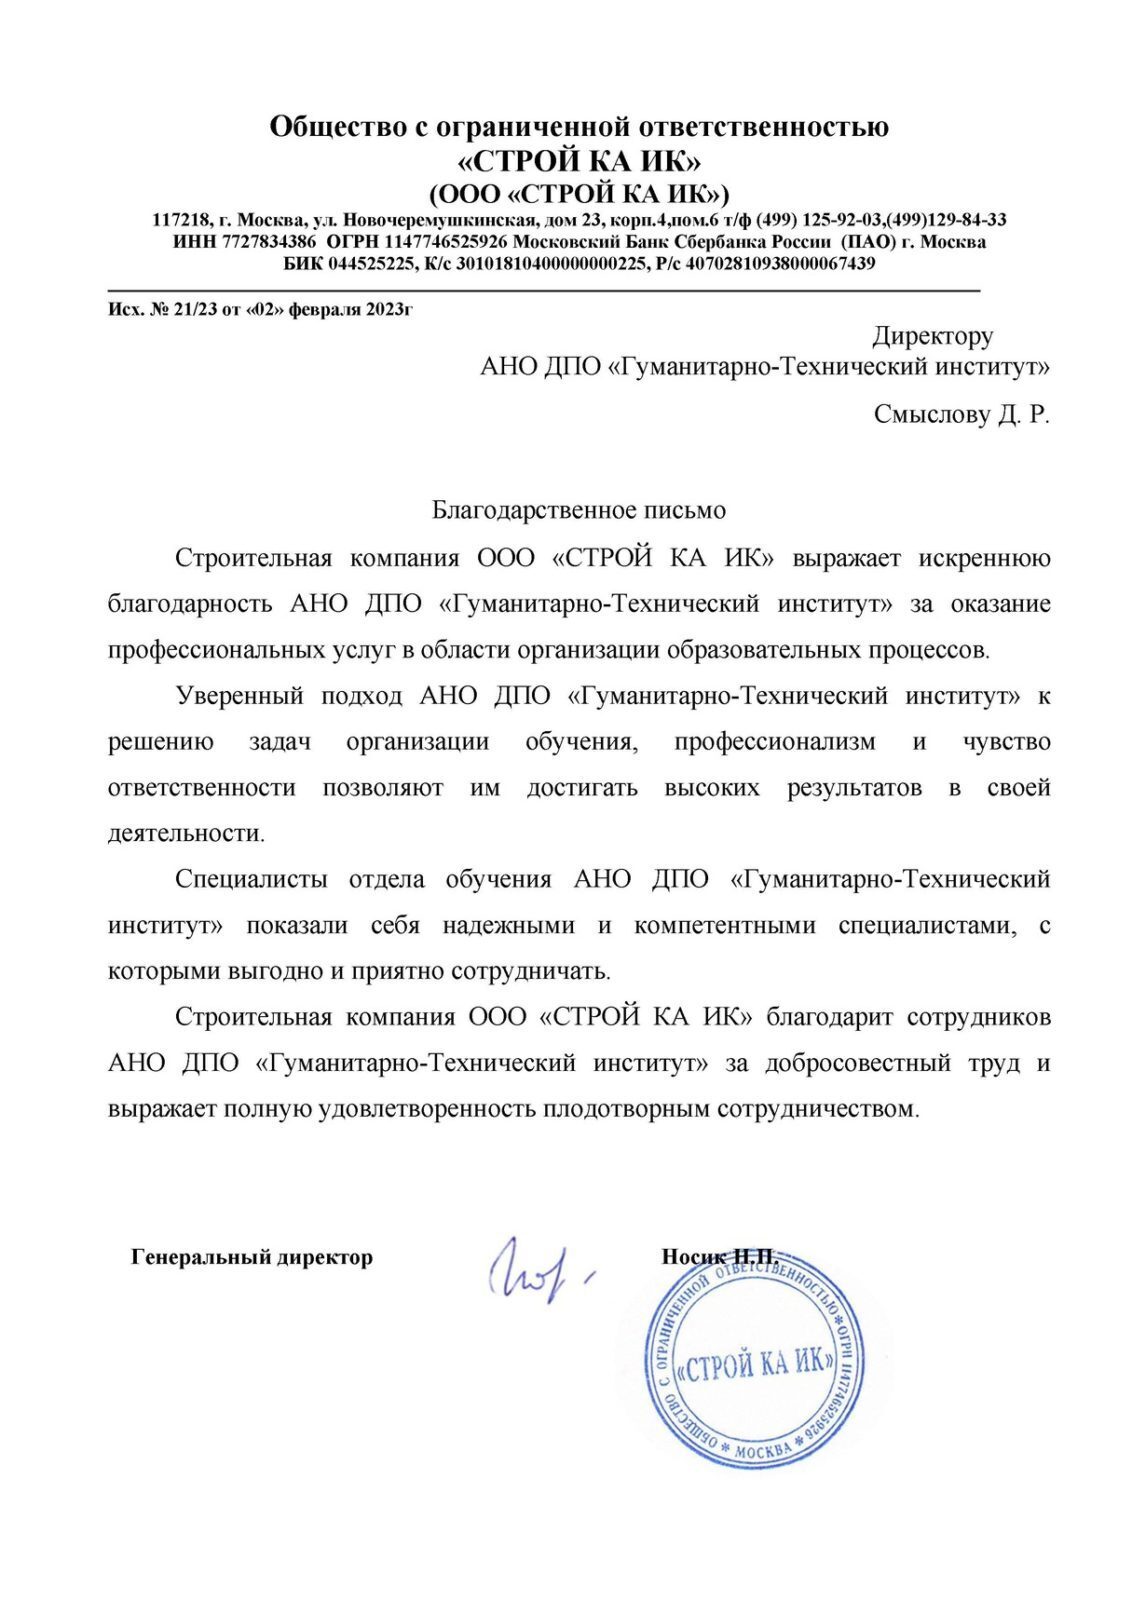 Общество с ограниченной ответственностью
«СТРОЙ КА ИК»
(ООО «СТРОЙ КА ИК»)
117218, г. Москва, ул. Новочеремушкинская, дом 23, корп.4,пом.6 т/ф (499) 125-92-03,(499)129-84-33
ИНН 7727834386 ОГРН 1147746525926 Московский Банк Сбербанка России (ПАО) г. Москва
БИК 044525225, К/с 30101810400000000225, Р/с 40702810938000067439
Исх. № 21/23 от «02» февраля 2023г
Директору
АНО ДПО «Гуманитарно-Технический институт»
Смыслову Д. Р.
Благодарственное письмо
Строительная компания ООО «СТРОЙ КА ИК» выражает искреннюю
благодарность АНО ДПО «Гуманитарно-Технический институт» за оказание
профессиональных услуг в области организации образовательных процессов.
Уверенный подход АНО ДПО «Гуманитарно-Технический институт» к
решению задач организации обучения, профессионализм и чувство
ответственности позволяют им достигать высоких результатов в своей
деятельности.
Специалисты отдела обучения АНО ДПО «Гуманитарно-Технический
институт» показали себя надежными и компетентными специалистами, с
которыми выгодно и приятно сотрудничать.
Строительная компания ООО «СТРОЙ КА ИК» благодарит сотрудников
АНО ДПО «Гуманитарно-Технический институт» за добросовестный труд и
выражает полную удовлетворенность плодотворным сотрудничеством.
Генеральный директор Носик Н.П.
ОБЩЕСТВО С ОГРАНИЧЕННОЙ ОТВЕТСТВЕННОСТЬЮ * ОГРН 1147746525926 * МОСКВА *
«СТРОЙ КА ИК»